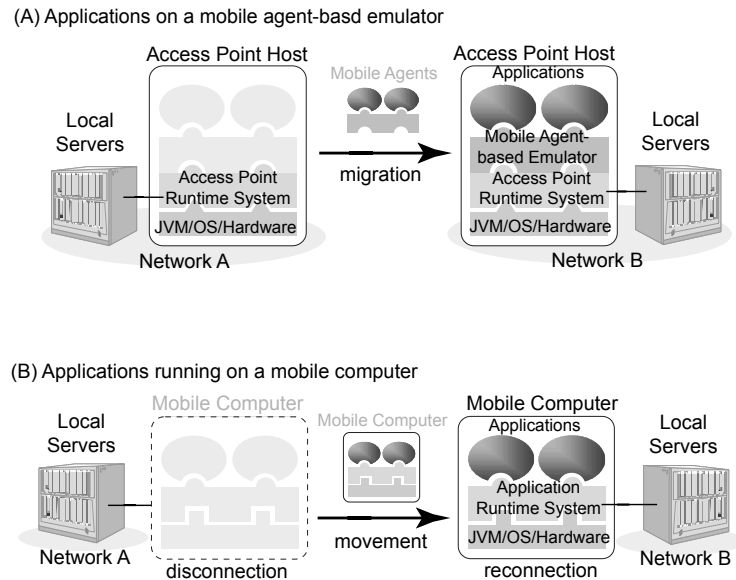 (A) Applications on a mobile agent-based emulator
Access Point Host
Mobile Agents
Access Point Host
Applications
Local
Servers
Local
Servers
Mobile Agent-
based Emulator
Access Point
Runtime System
migration
Access Point
Runtime System
JVM/OS/Hardware
JVM/OS/Hardware
Network A
Network B
(B) Applications running on a mobile computer
Mobile Computer
Mobile Computer
Mobile Computer
Applications
Local
Servers
Local
Servers
Application
Runtime System
JVM/OS/Hardware
Network A
movement
Network B
disconnection
reconnection